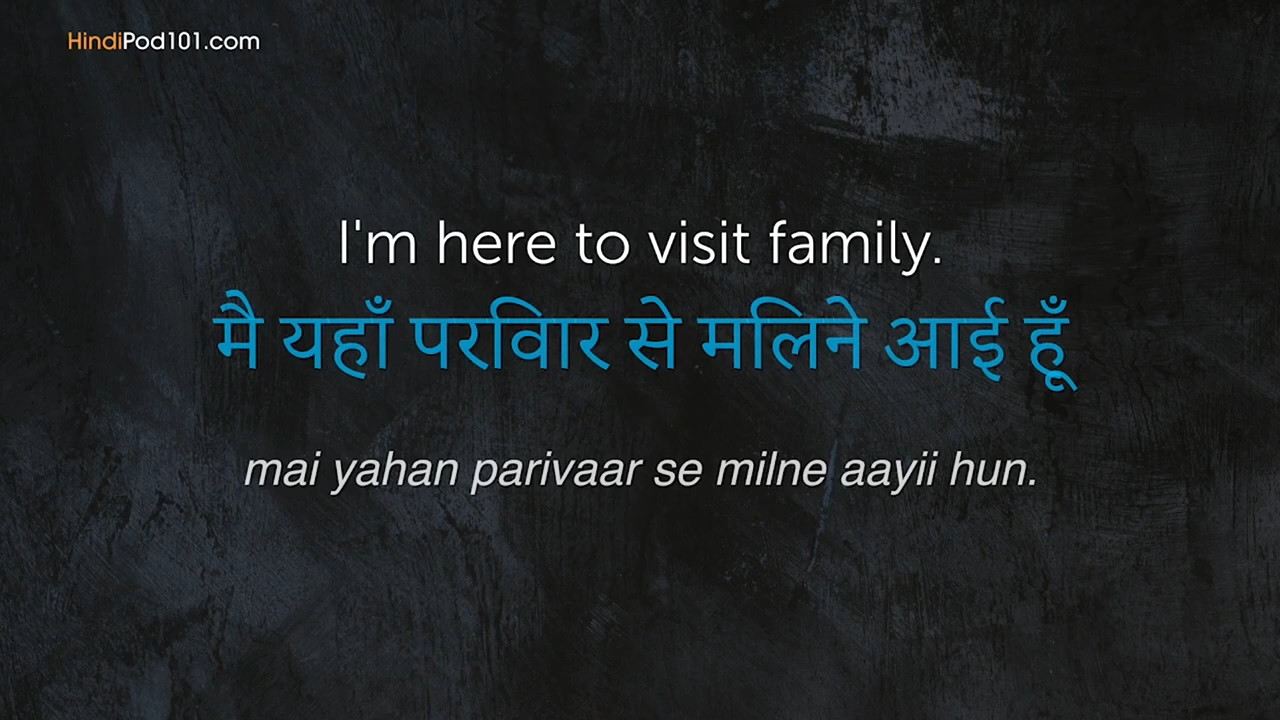 HindiPod101.com
I'm here to visit family.
मै यहाँ परविार से मलिने आई हूँ
mai yahan parivaar se milne aayii hun.